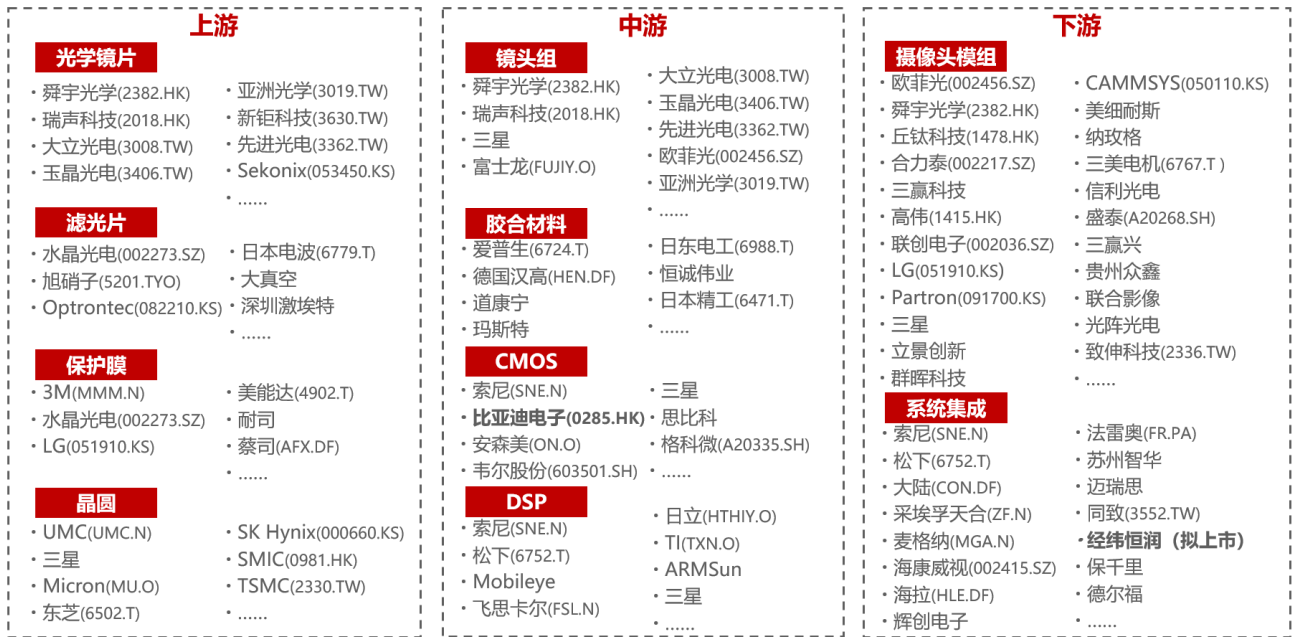 上游
光学镜片
·舜宇光学(2382.HK)
·瑞声科技(2018.HK)
·大立光电(3008.TW)
·玉晶光电(3406.TW)
·亚洲光学(3019.TW)
·新钜科技(3630.TW)
·先进光电(3362.TW)
·Sekonix(053450.KS)
·......
滤光片
·水晶光电(002273.SZ)
·旭硝子(5201.TYO)
·Optrontec(082210.KS)
·日本电波(6779.T)
·大真空
·深圳激埃特
·......
保护膜
·3M(MMM.N)
·水晶光电(002273.SZ)
·LG(051910.KS)
·美能达(4902.T)
·耐司
·蔡司(AFX.DF)
·......
晶圆
·UMC(UMC.N)
·三星
·Micron(MU.O)
·东芝(6502.T)
·SK Hynix(000660.KS)
·SMIC(0981.HK)
·TSMC(2330.TW)
·......
中游
镜头组
·舜宇光学(2382.HK)
·瑞声科技(2018.HK)
·三星
·富士龙(FUJIY.O)
·大立光电(3008.TW)
·玉晶光电(3406.TW)
·先进光电(3362.TW)
·欧菲光(002456.SZ)
·亚洲光学(3019.TW)
·......
胶合材料
·爱普生(6724.T)
·德国汉高(HEN.DF)
·道康宁
·玛斯特
·日东电工(6988.T)
·恒诚伟业
·日本精工(6471.T)
·......
CMOS
·索尼(SNE.N)
·比亚迪电子(0285.HK)
·安森美(ON.O)
·韦尔股份(603501.SH)
·三星
·思比科
·格科微(A20335.SH)
·......
DSP
·索尼(SNE.N)
·松下(6752.T)
·Mobileye
·飞思卡尔(FSL.N)
·日立(HTHIY.O)
·TI(TXN.O)
·ARMSun
·三星
·......
下游
摄像头模组
·欧菲光(002456.SZ)
·舜宇光学(2382.HK)
·丘钛科技(1478.HK)
·合力泰(002217.SZ)
·三赢科技
·高伟(1415.HK)
·联创电子(002036.SZ)
·LG(051910.KS)
·Partron(091700.KS)
·三星
·立景创新
·群晖科技
·CAMMSYS(050110.KS)
·美细耐斯
·纳玫格
·三美电机(6767.T )
·信利光电
·盛泰(A20268.SH)
·三赢兴
·贵州众鑫
·联合影像
·光阵光电
·致伸科技(2336.TW)
·......
系统集成
·索尼(SNE.N)
·松下(6752.T)
·大陆(CON.DF)
·采埃孚天合(ZF.N)
·麦格纳(MGA.N)
·海康威视(002415.SZ)
·海拉(HLE.DF)
·辉创电子
·法雷奥(FR.PA)
·苏州智华
·迈瑞思
·同致(3552.TW)
·经纬恒润（拟上市）
·保千里
·德尔福
·......